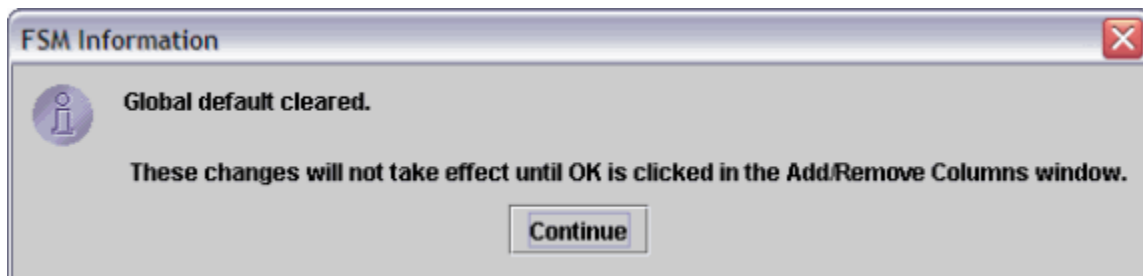 FSM Information
Global default cleared.
These changes will not take effect until OK is clicked in the Add/Remove Columns window.
Continue